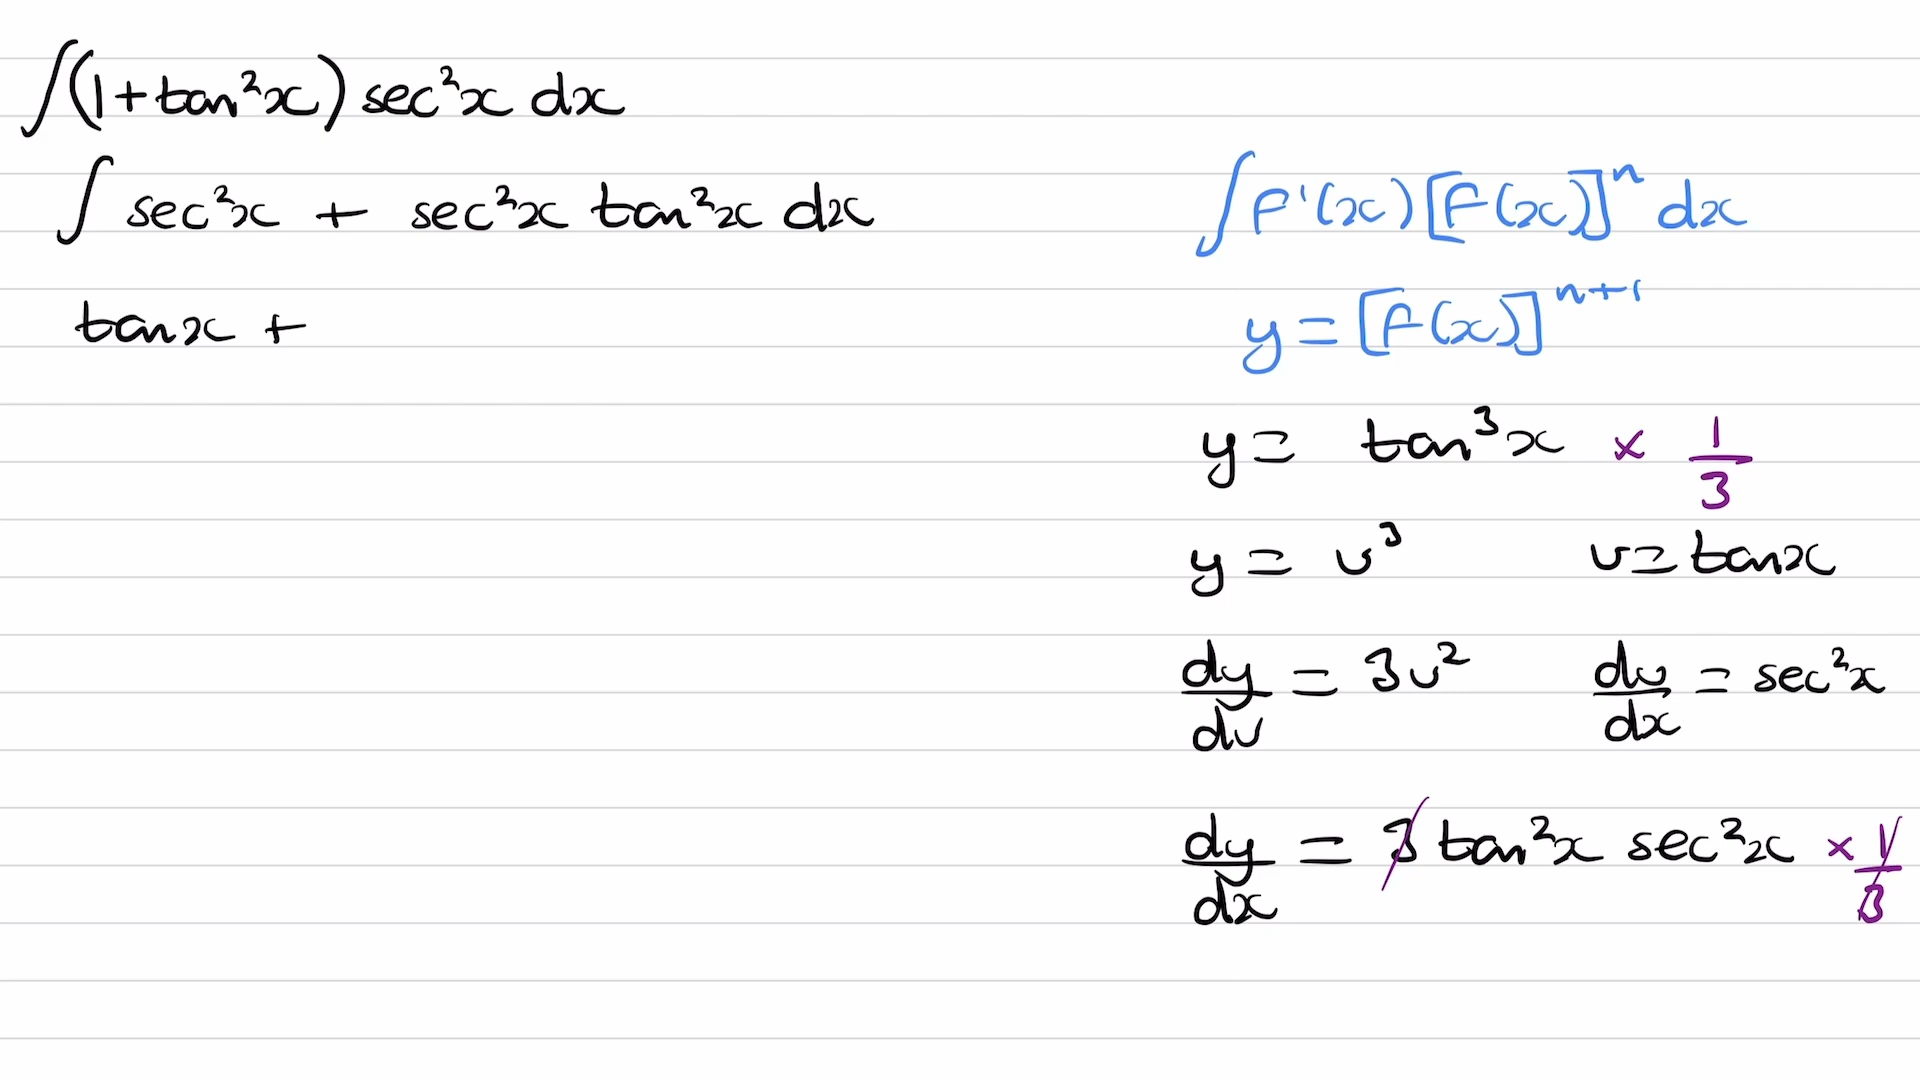 ∫(1+tan²x) sec²x dx
∫ sec²x + sec²x tan²x dx
tanx +
∫f'(x)[f(x)]ⁿ dx
y = [f(x)]ⁿ⁺¹
y = tan³x × 1/3
y = u³ u = tanx
dy/du = 3u² du/dx = sec²x
dy/dx = 3 tan²x sec²x × 1/3